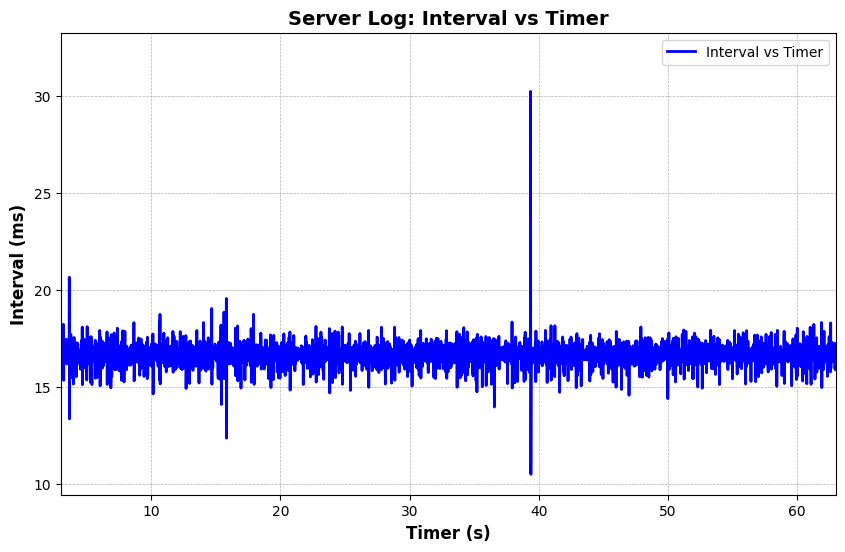 Server Log: Interval vs Timer
Interval vs Timer
30
25
20
15
10
Interval (ms)
10 20 30 40 50 60
Timer (s)